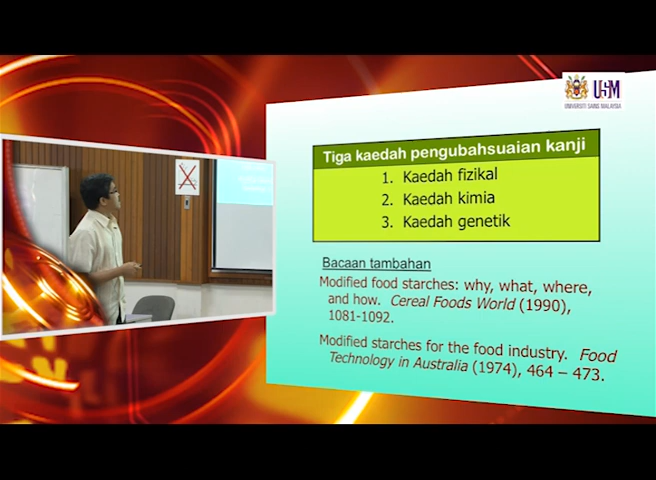 USM
UNIVERSITI SAINS MALAYSIA
Tiga kaedah pengubahsuaian kanji
1. Kaedah fizikal
2. Kaedah kimia
3. Kaedah genetik
Bacaan tambahan
Modified food starches: why, what, where,
and how. Cereal Foods World (1990),
1081-1092.
Modified starches for the food industry. Food
Technology in Australia (1974), 464 – 473.